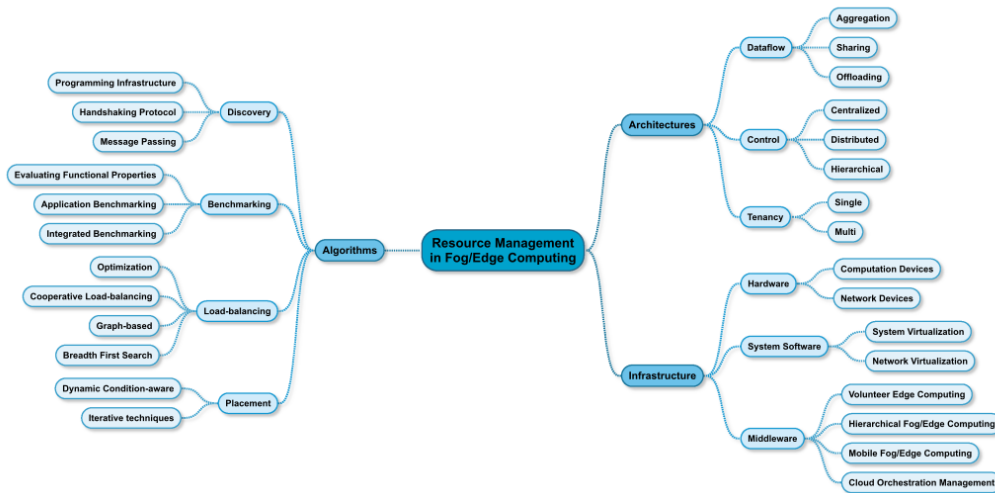 Resource Management
in Fog/Edge Computing
Algorithms
Discovery
Programming Infrastructure
Handshaking Protocol
Message Passing
Benchmarking
Evaluating Functional Properties
Application Benchmarking
Integrated Benchmarking
Load-balancing
Optimization
Cooperative Load-balancing
Graph-based
Breadth First Search
Placement
Dynamic Condition-aware
Iterative techniques
Architectures
Dataflow
Aggregation
Sharing
Offloading
Control
Centralized
Distributed
Hierarchical
Tenancy
Single
Multi
Infrastructure
Hardware
Computation Devices
Network Devices
System Software
System Virtualization
Network Virtualization
Middleware
Volunteer Edge Computing
Hierarchical Fog/Edge Computing
Mobile Fog/Edge Computing
Cloud Orchestration Management